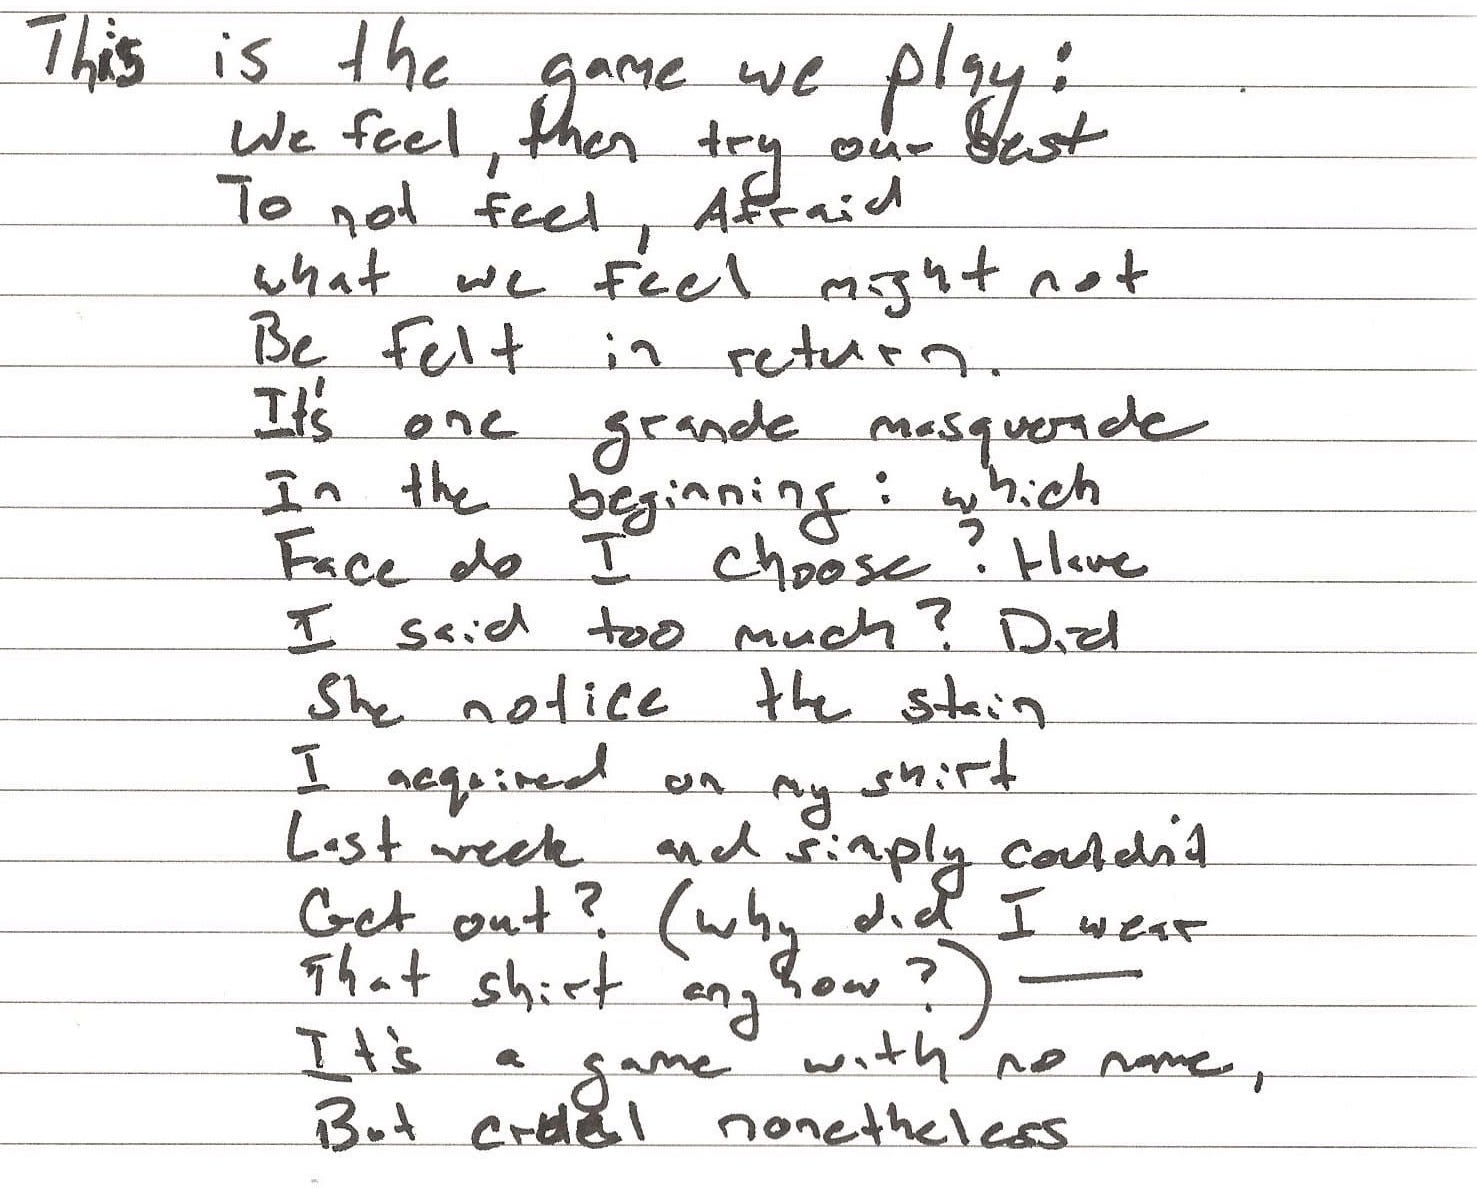 This is the game we play:
We feel, then try our best
To not feel, Afraid
what we feel might not
Be felt in return.
It's one grande masquerade
In the beginning: which
Face do I choose? Have
I said too much? Did
She notice the stain
I acquired on my shirt
Last week and simply couldn't
Get out? (why did I wear
That shirt anyhow?) —
It's a game with no name,
But cruel nonetheless